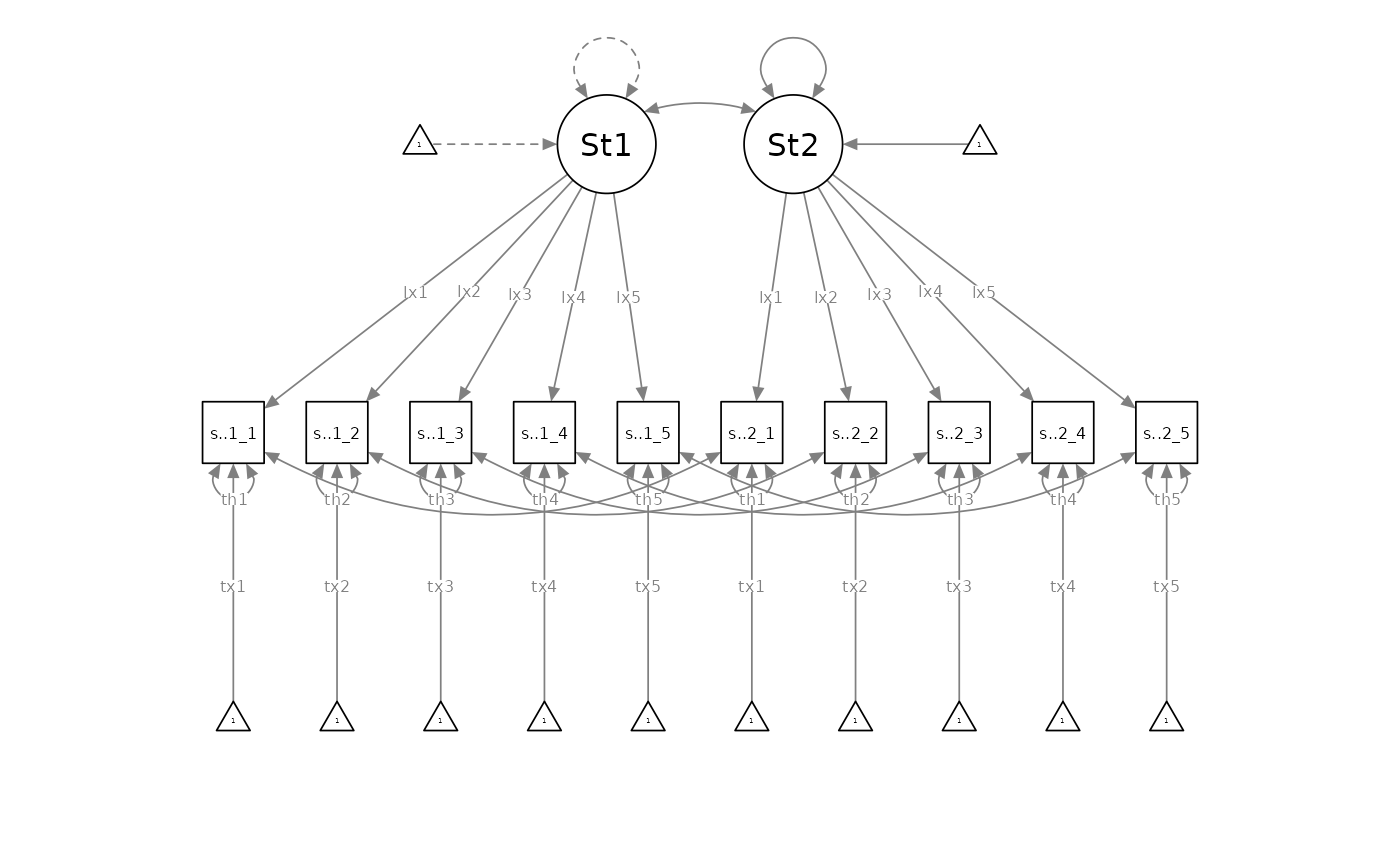 St1 St2
1 1
lx1 lx2 lx3 lx4 lx5 lx1 lx2 lx3 lx4 lx5
s..1_1 s..1_2 s..1_3 s..1_4 s..1_5 s..2_1 s..2_2 s..2_3 s..2_4 s..2_5
th1 th2 th3 th4 th5 th1 th2 th3 th4 th5
tx1 tx2 tx3 tx4 tx5 tx1 tx2 tx3 tx4 tx5
1 1 1 1 1 1 1 1 1 1